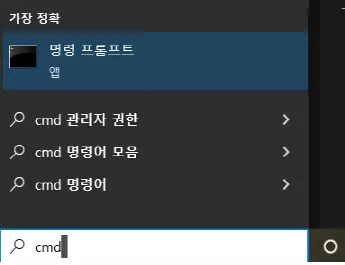 가장 정확
명령 프롬프트
앱
cmd 관리자 권한
cmd 명령어 모음
cmd 명령어
cmd